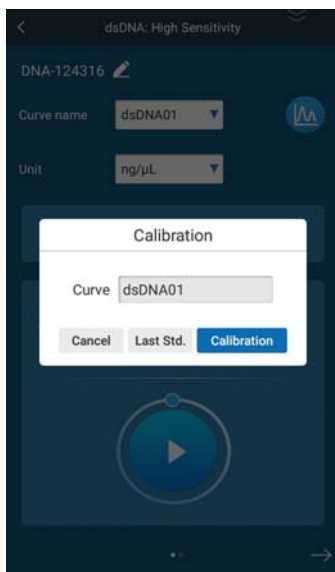 dsDNA: High Sensitivity
DNA-124316
Curve name dsDNA01
Unit ng/µL
Calibration
Curve dsDNA01
Cancel Last Std. Calibration